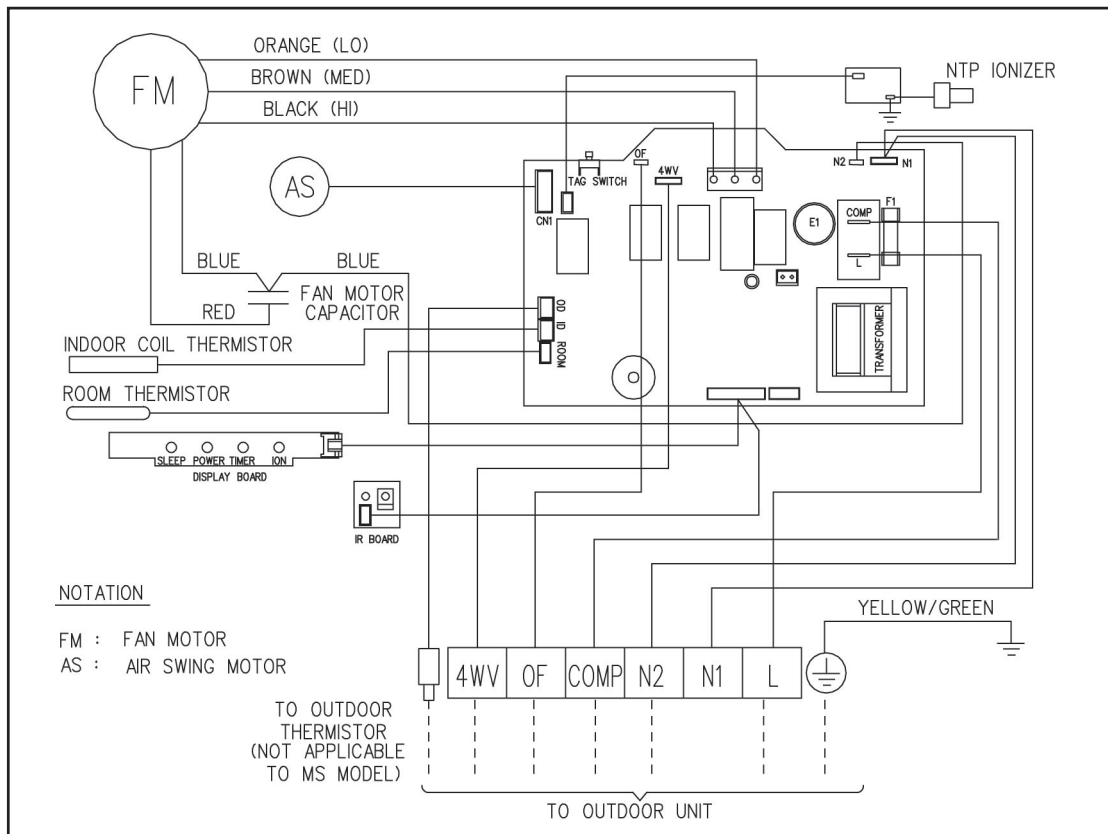 ORANGE (LO)
BROWN (MED)
BLACK (HI)
FM
NTP IONIZER
AS
OF
TAG SWITCH
4WV
N2
N1
CN1
E1
COMP
F1
L
BLUE
BLUE
FAN MOTOR
CAPACITOR
RED
OD
ID
ROOM
TRANSFORMER
INDOOR COIL THERMISTOR
ROOM THERMISTOR
SLEEP POWER TIMER ION
DISPLAY BOARD
IR BOARD
NOTATION
FM : FAN MOTOR
AS : AIR SWING MOTOR
YELLOW/GREEN
4WV OF COMP N2 N1 L
TO OUTDOOR
THERMISTOR
(NOT APPLICABLE
TO MS MODEL)
TO OUTDOOR UNIT